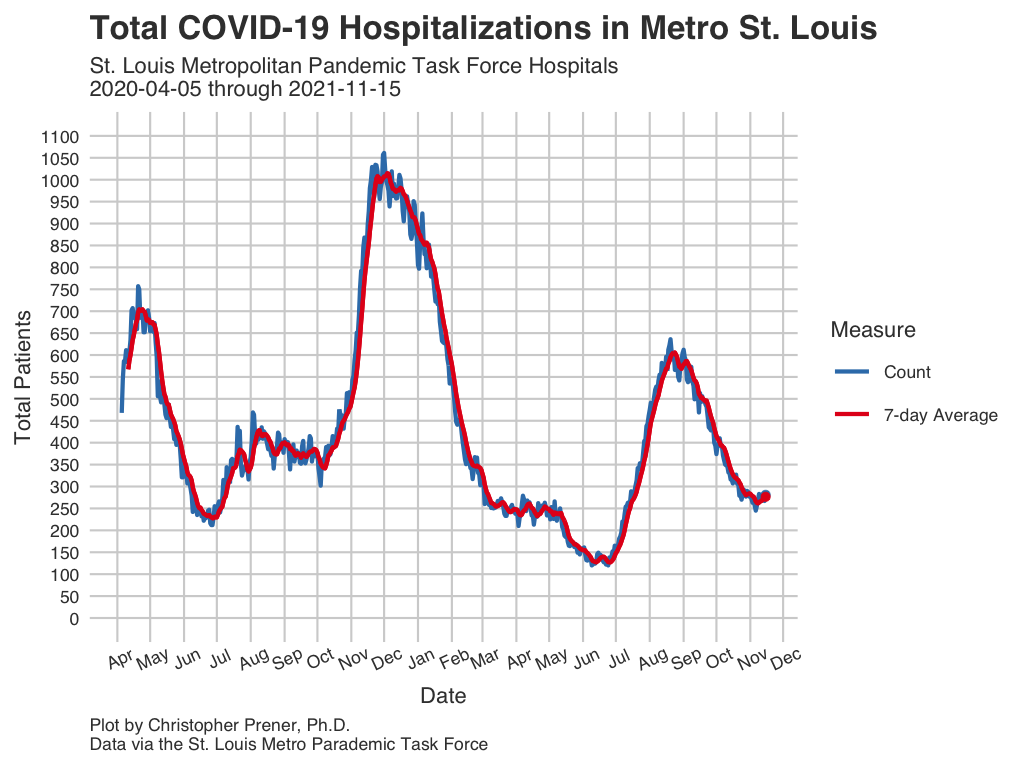 Total COVID-19 Hospitalizations in Metro St. Louis
St. Louis Metropolitan Pandemic Task Force Hospitals
2020-04-05 through 2021-11-15
Total Patients
1100
1050
1000
950
900
850
800
750
700
650
600
550
500
450
400
350
300
250
200
150
100
50
0
Apr May Jun Jul Aug Sep Oct Nov Dec Jan Feb Mar Apr May Jun Jul Aug Sep Oct Nov Dec
Date
Measure
Count
7-day Average
Plot by Christopher Prener, Ph.D.
Data via the St. Louis Metro Parademic Task Force